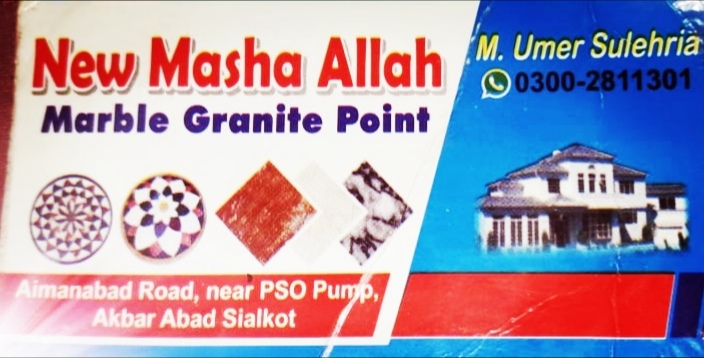 New Masha Allah
Marble Granite Point
M. Umer Sulehria
0300-2811301
Aimanabad Road, near PSO Pump,
Akbar Abad Sialkot